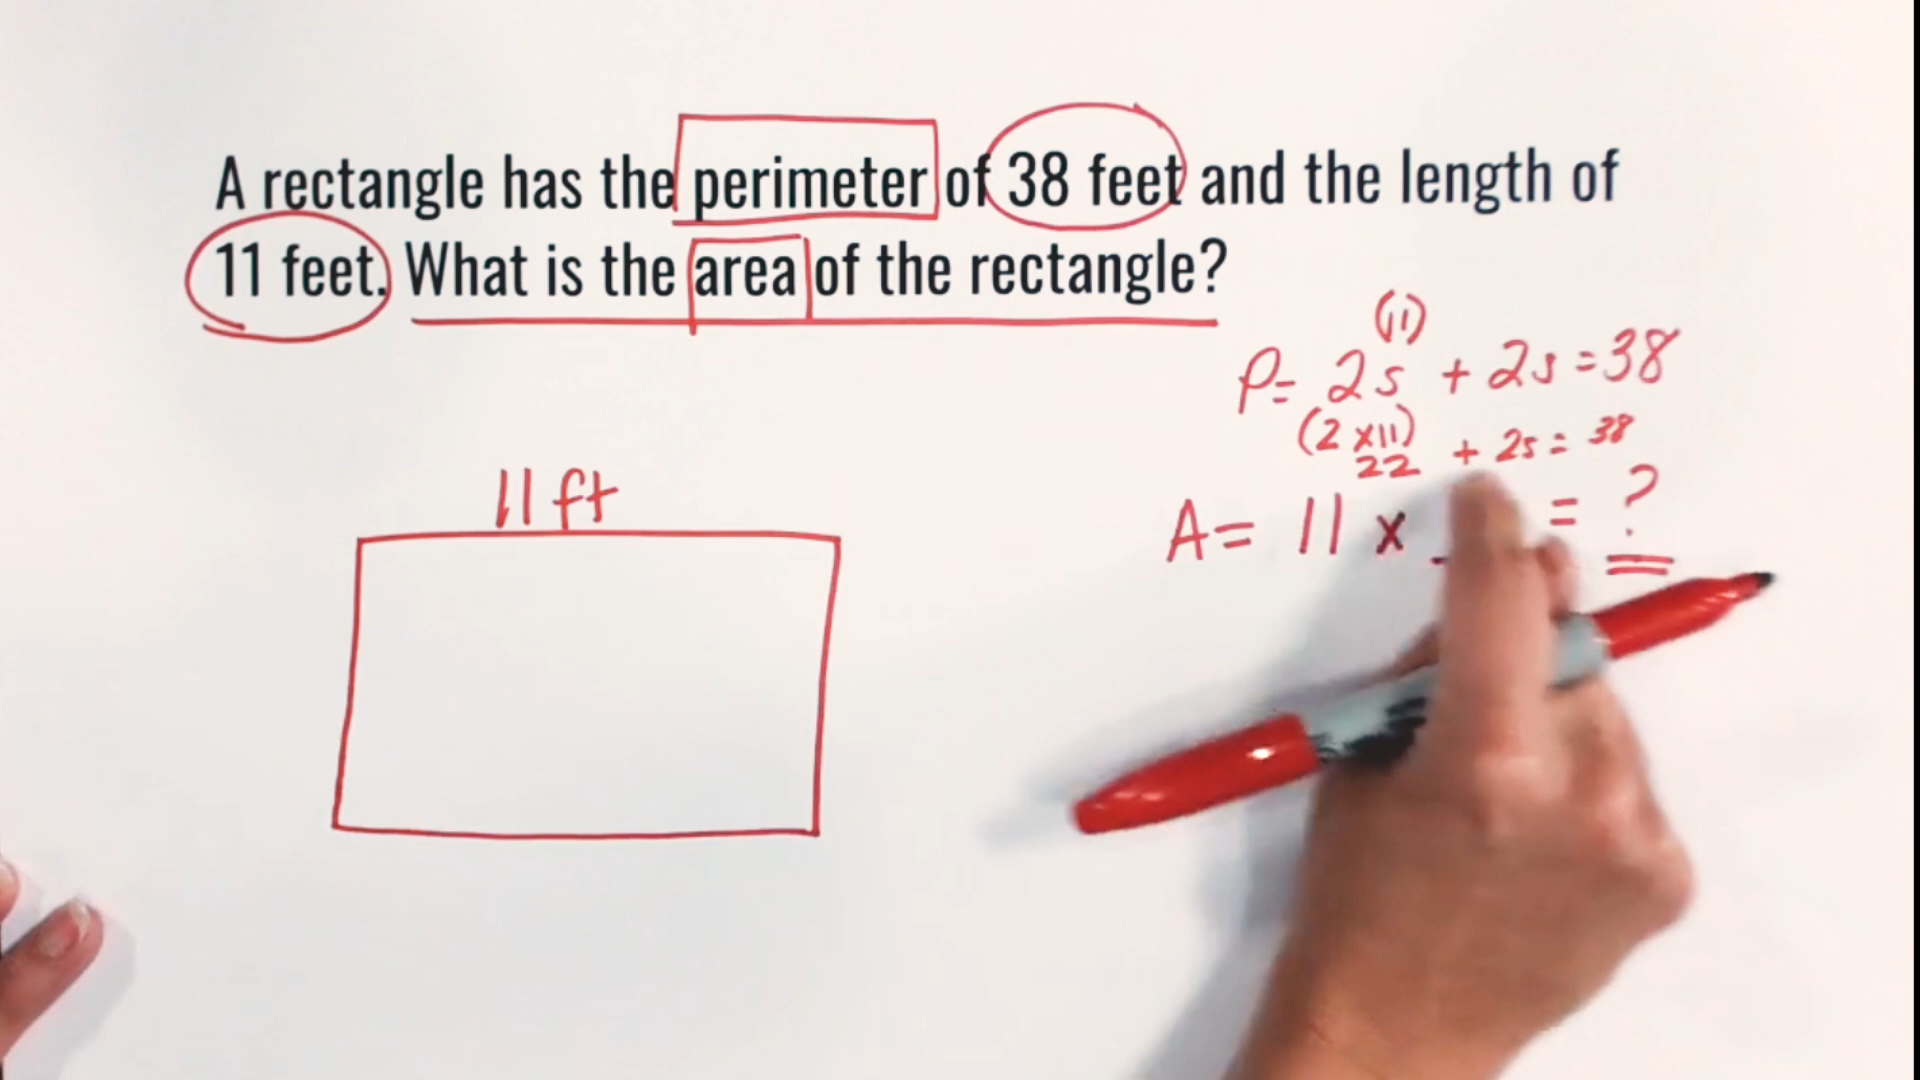 A rectangle has the perimeter of 38 feet and the length of
11 feet. What is the area of the rectangle?
(11)
P= 2s + 2s = 38
(2 x 11)
22 + 2s = 38
11 ft
A = 11 x = ?